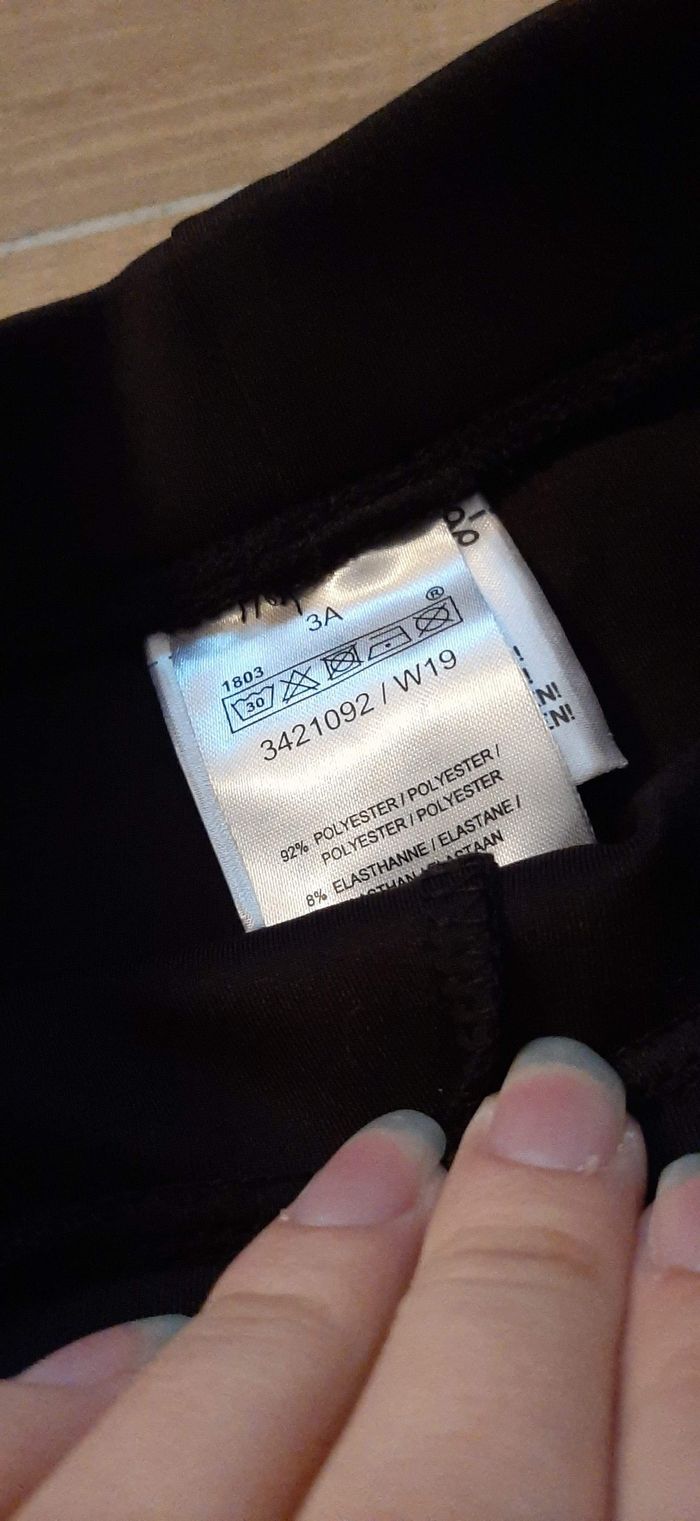 3A
®
1803
30
3421092 / W19
92% POLYESTER / POLYESTER /
POLYESTER / POLYESTER
8% ELASTHANNE / ELASTANE /